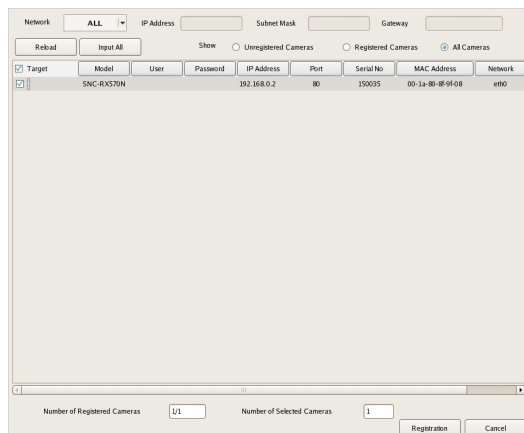 Network ALL IP Address Subnet Mask Gateway
Reload Input All Show Unregistered Cameras Registered Cameras All Cameras
Target Model User Password IP Address Port Serial No MAC Address Network
SNC-RX570N 192.168.0.2 80 150035 00-1a-80-8f-9f-08 eth0
Number of Registered Cameras 1/1 Number of Selected Cameras 1
Registration Cancel